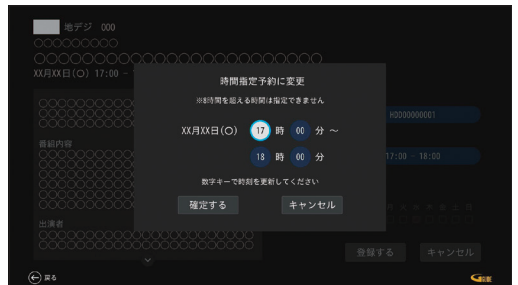 地デジ 000
○○○○○○○○○
○○○○○○○○○○○○○○○○○○○○○○
XX月XX日(○) 17:00 -
時間指定予約に変更
※8時間を超える時間は指定できません
XX月XX日(○) 17 時 00 分 ～
18 時 00 分
数字キーで時刻を更新してください
確定する キャンセル
HDD000000001
番組内容
17:00 - 18:00
出演者
登録する キャンセル
戻る